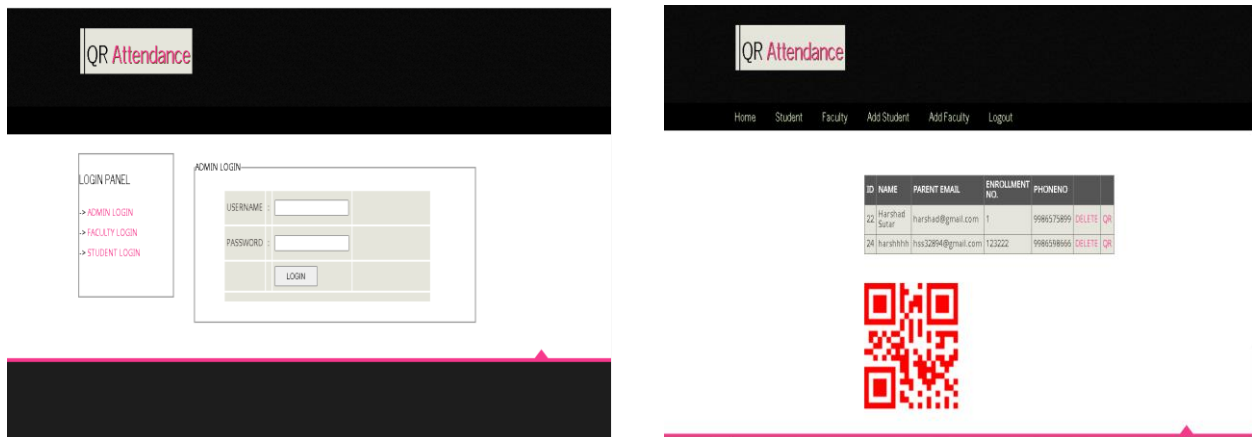 QR Attendance
LOGIN PANEL
-> ADMIN LOGIN
-> FACULTY LOGIN
-> STUDENT LOGIN
ADMIN LOGIN
USERNAME :
PASSWORD :
LOGIN
QR Attendance
Home Student Faculty Add Student Add Faculty Logout
ID NAME PARENT EMAIL ENROLLMENT NO. PHONENO
22 Harshad Sutar harshad@gmail.com 1 9986575899 DELETE QR
24 harshhhh hss32894@gmail.com 123222 9986598666 DELETE QR